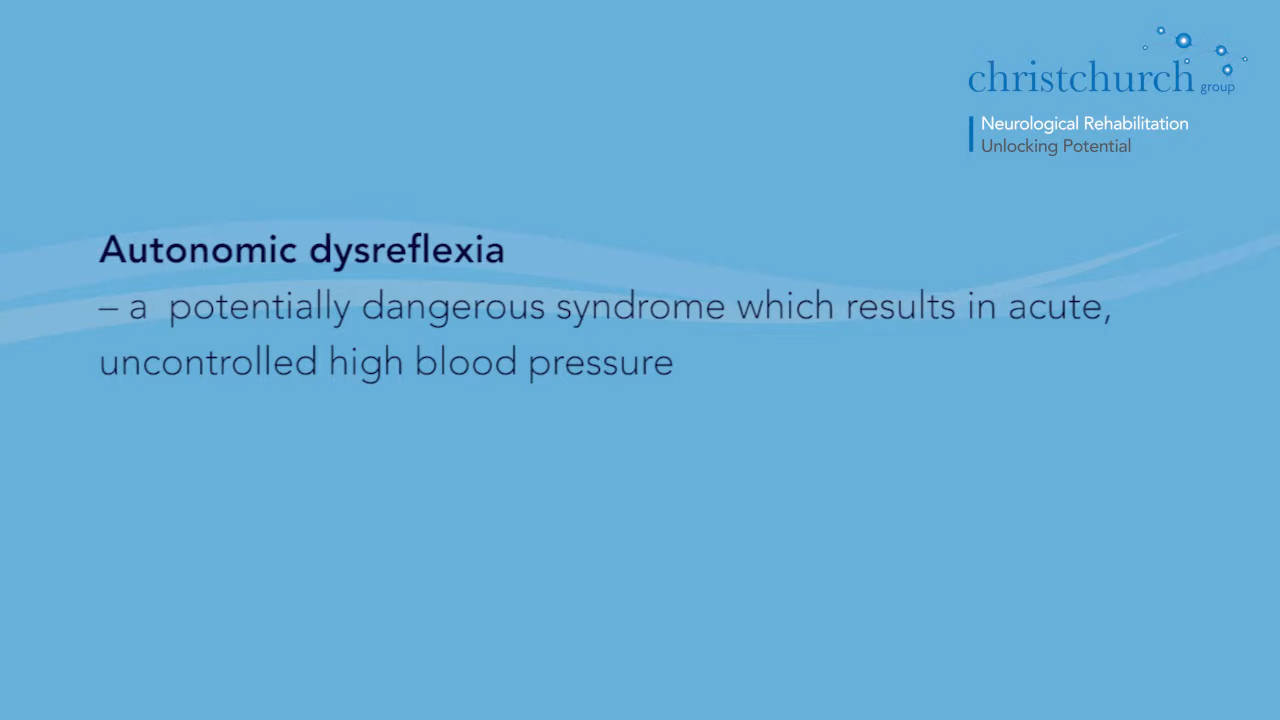 christchurch group
Neurological Rehabilitation
Unlocking Potential
Autonomic dysreflexia
– a potentially dangerous syndrome which results in acute,
uncontrolled high blood pressure